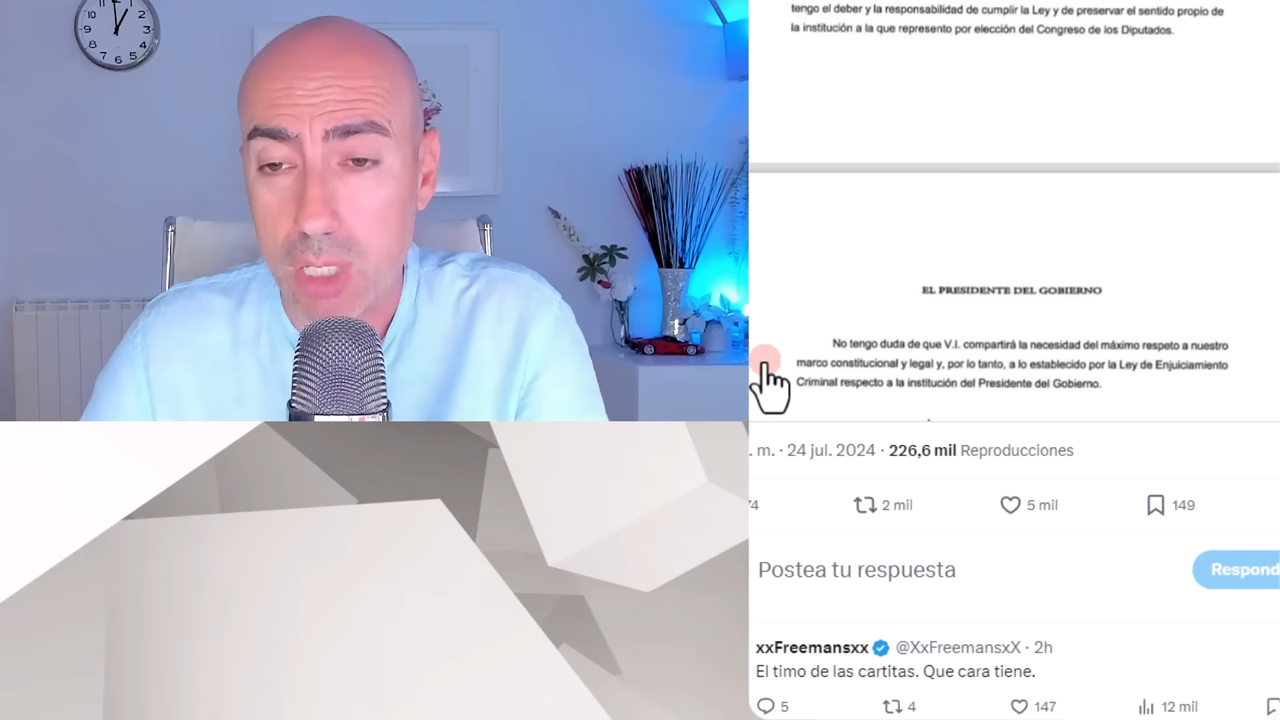 tengo el deber y la responsabilidad de cumplir la Ley y de preservar el sentido propio de
la institución a la que represento por elección del Congreso de los Diputados.
EL PRESIDENTE DEL GOBIERNO
No tengo duda de que V.I. compartirá la necesidad del máximo respeto a nuestro
marco constitucional y legal y, por lo tanto, a lo establecido por la Ley de Enjuiciamiento
Criminal respecto a la institución del Presidente del Gobierno.
. m. · 24 jul. 2024 · 226,6 mil Reproducciones
74 2 mil 5 mil 149
Postea tu respuesta
Respond
xxFreemansxx @XxFreemansxX · 2h
El timo de las cartitas. Que cara tiene.
5 4 147 12 mil